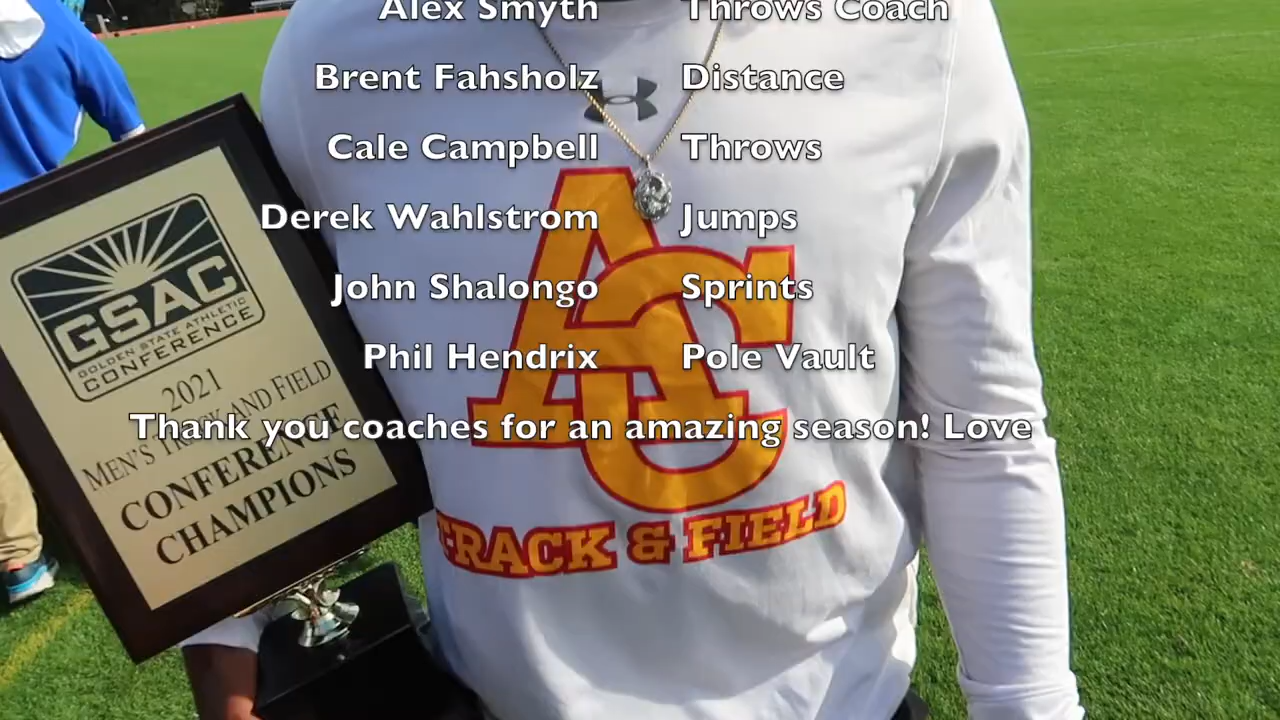 Alex Smyth Throws Coach
Brent Fahsholz Distance
Cale Campbell Throws
Derek Wahlstrom Jumps
John Shalongo Sprints
Phil Hendrix Pole Vault
Thank you coaches for an amazing season! Love
GSAC
GOLDEN STATE ATHLETIC
CONFERENCE
2021
MEN'S TRACK AND FIELD
CONFERENCE
CHAMPIONS
AC
TRACK & FIELD